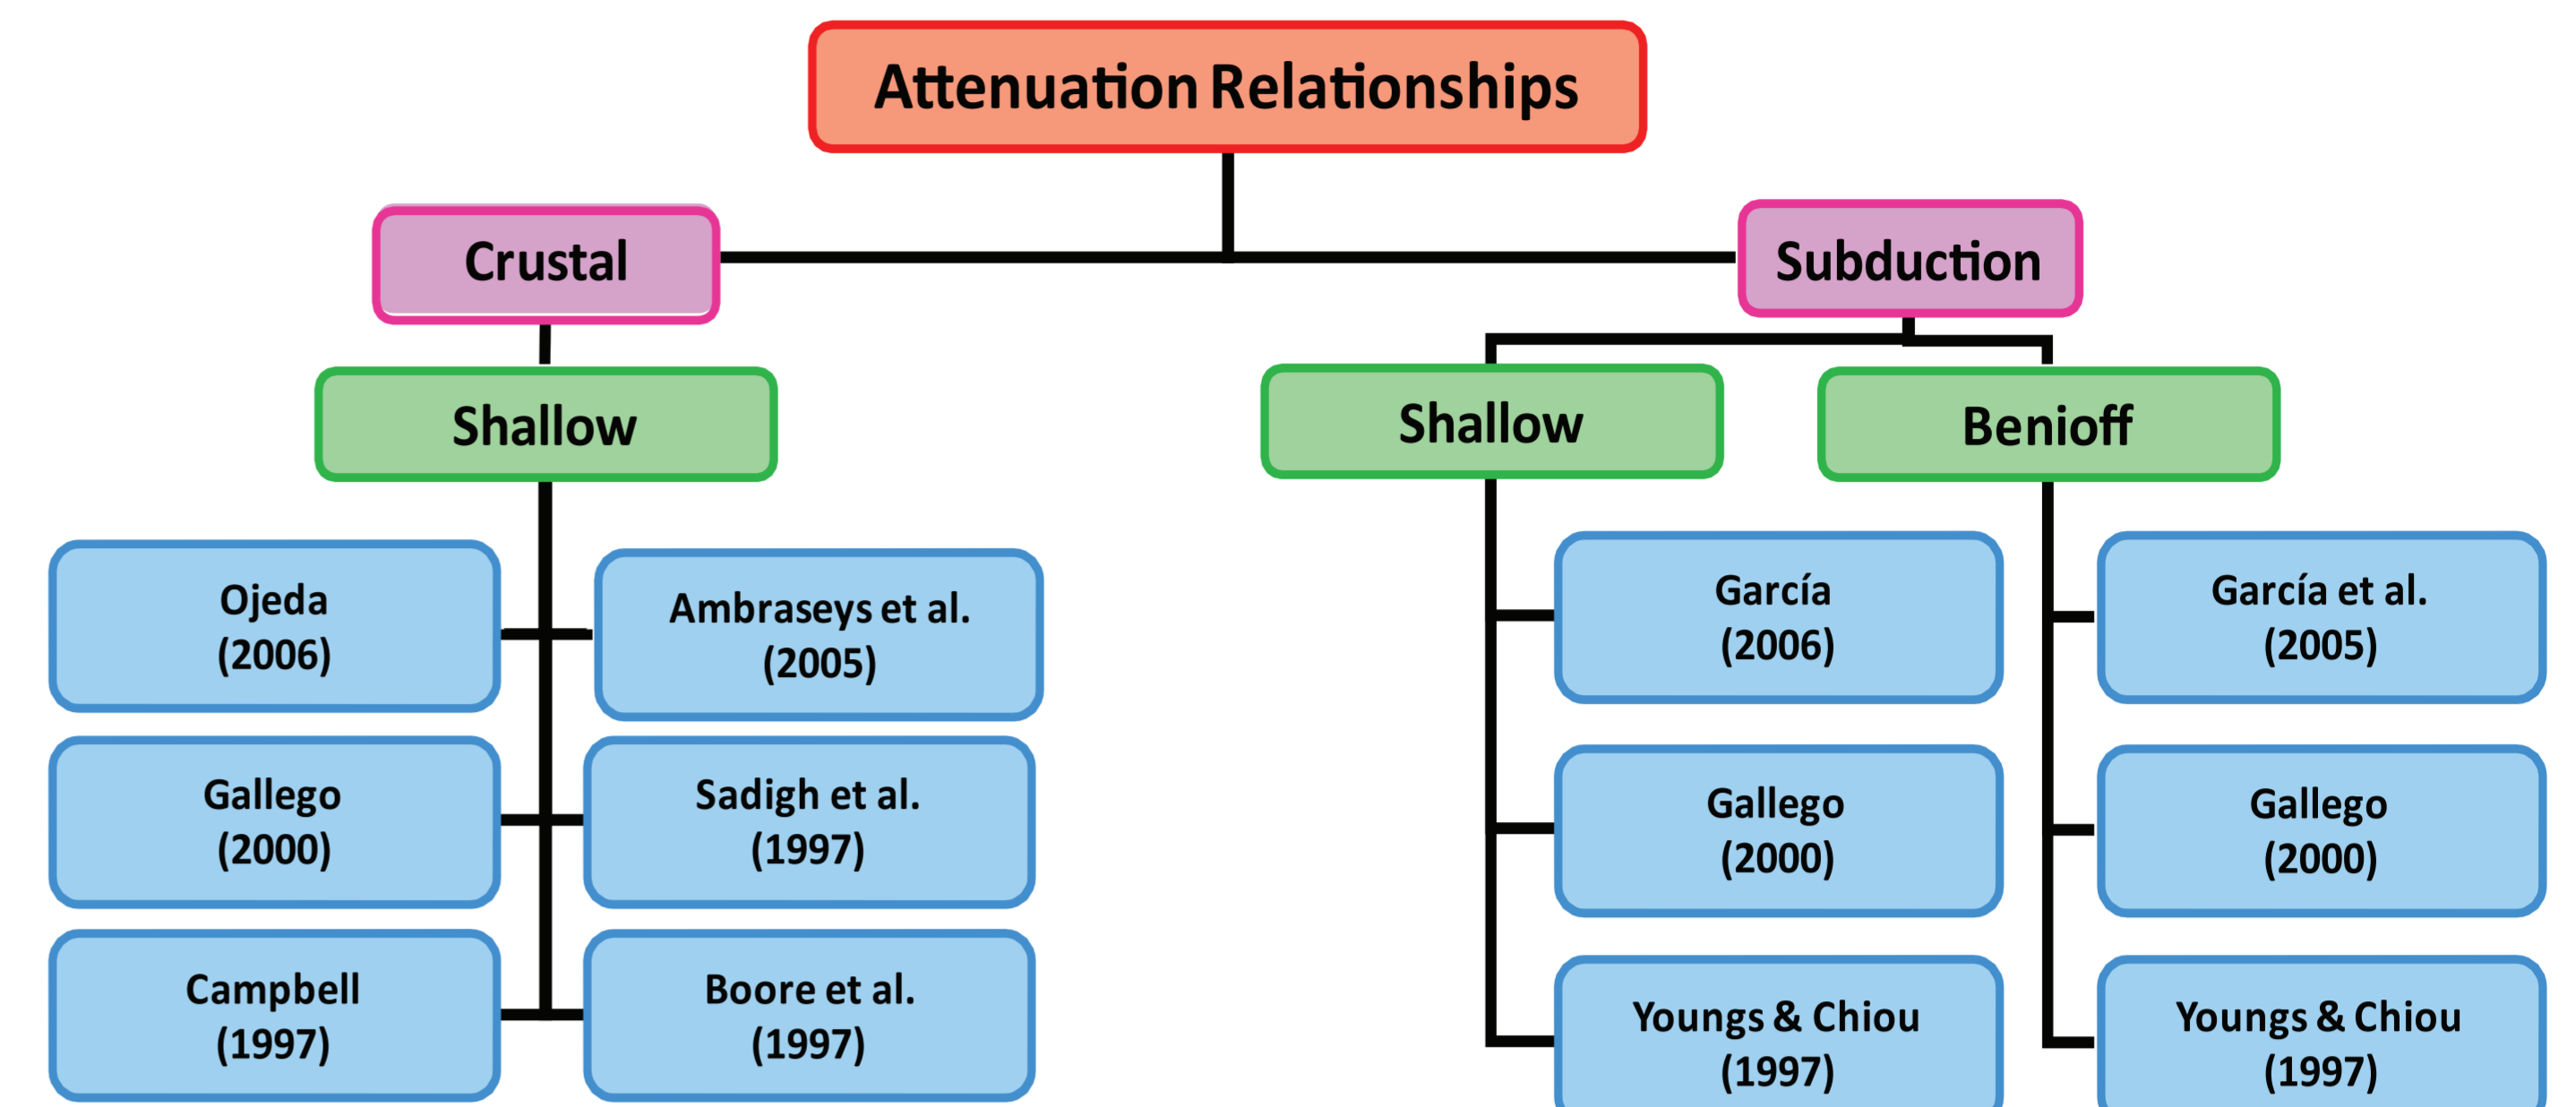 Attenuation Relationships
Crustal
Subduction
Shallow
Shallow
Benioff
Ojeda
(2006)
Ambraseys et al.
(2005)
García
(2006)
García et al.
(2005)
Gallego
(2000)
Sadigh et al.
(1997)
Gallego
(2000)
Gallego
(2000)
Campbell
(1997)
Boore et al.
(1997)
Youngs & Chiou
(1997)
Youngs & Chiou
(1997)